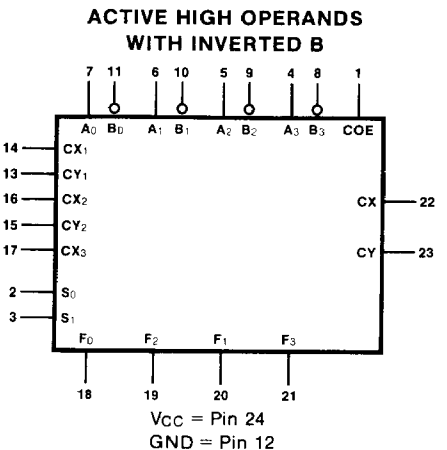 ACTIVE HIGH OPERANDS
WITH INVERTED B
7 11 6 10 5 9 4 8 1
A0 B0 A1 B1 A2 B2 A3 B3 COE
14 CX1
13 CY1
16 CX2
CX 22
15 CY2
17 CX3
CY 23
2 S0
3 S1
F0 F2 F1 F3
18 19 20 21
VCC = Pin 24
GND = Pin 12